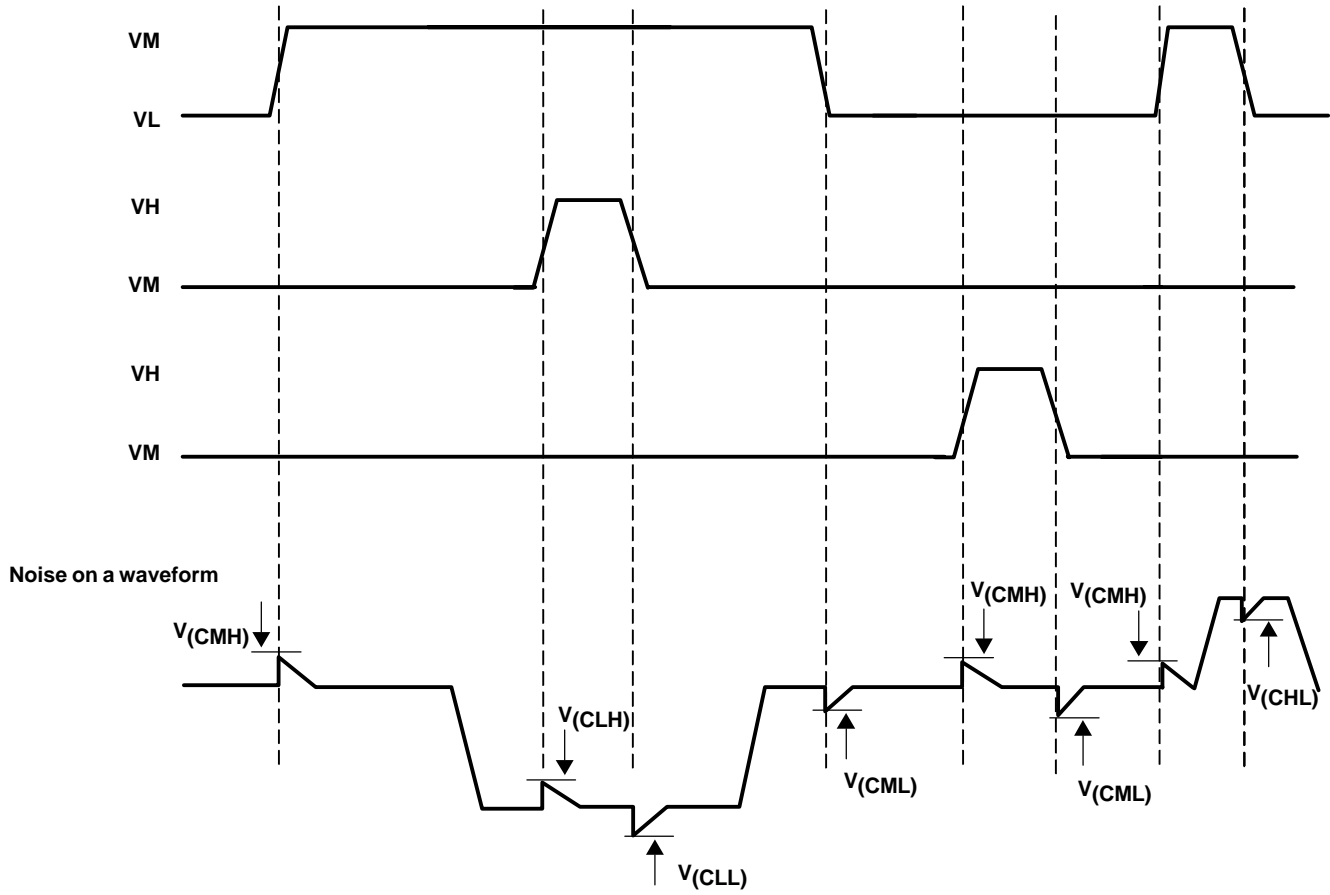 VM
VL
VH
VM
VH
VM
Noise on a waveform
V(CMH)
V(CMH)
V(CMH)
V(CHL)
V(CLH)
V(CML)
V(CML)
V(CLL)